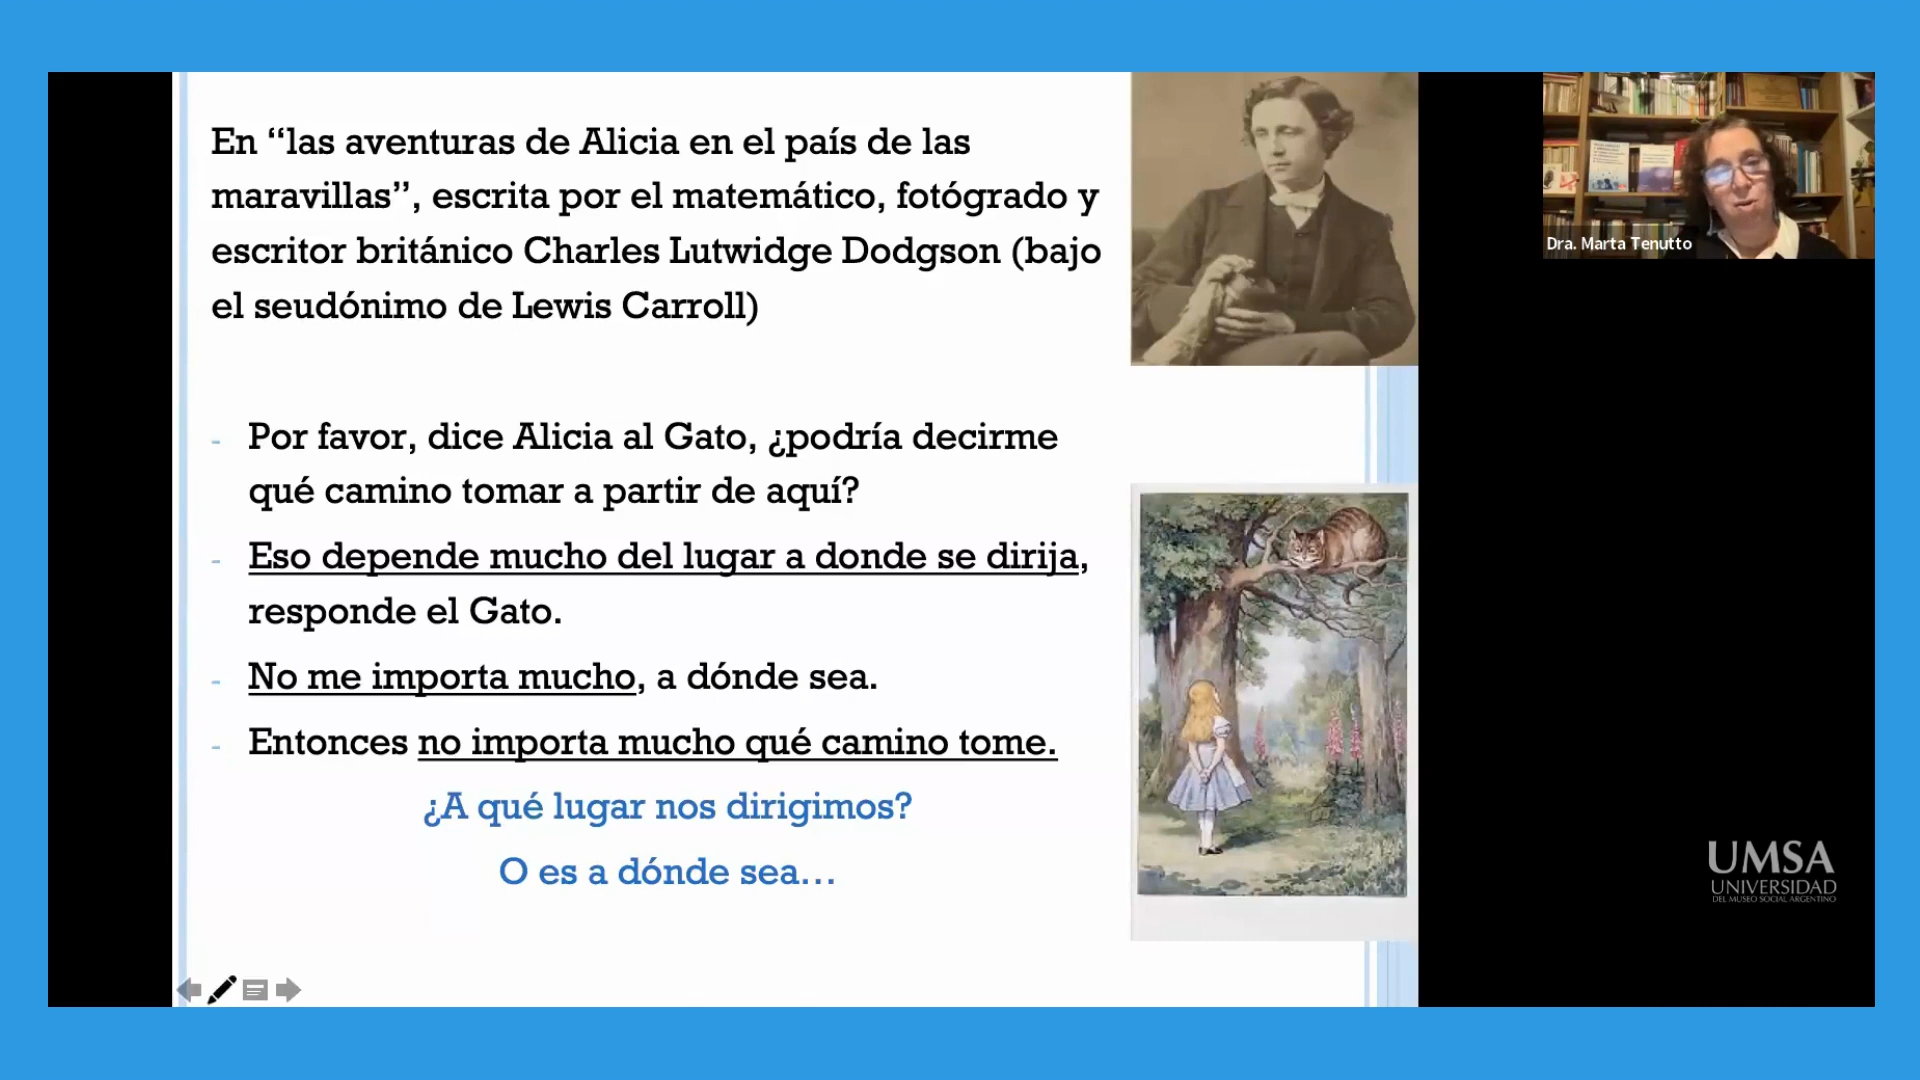 En “las aventuras de Alicia en el país de las
maravillas”, escrita por el matemático, fotógrado y
escritor británico Charles Lutwidge Dodgson (bajo
el seudónimo de Lewis Carroll)
- Por favor, dice Alicia al Gato, ¿podría decirme
qué camino tomar a partir de aquí?
- Eso depende mucho del lugar a donde se dirija,
responde el Gato.
- No me importa mucho, a dónde sea.
- Entonces no importa mucho qué camino tome.
¿A qué lugar nos dirigimos?
O es a dónde sea...
Dra. Marta Tenutto
UMSA
UNIVERSIDAD
DEL MUSEO SOCIAL ARGENTINO